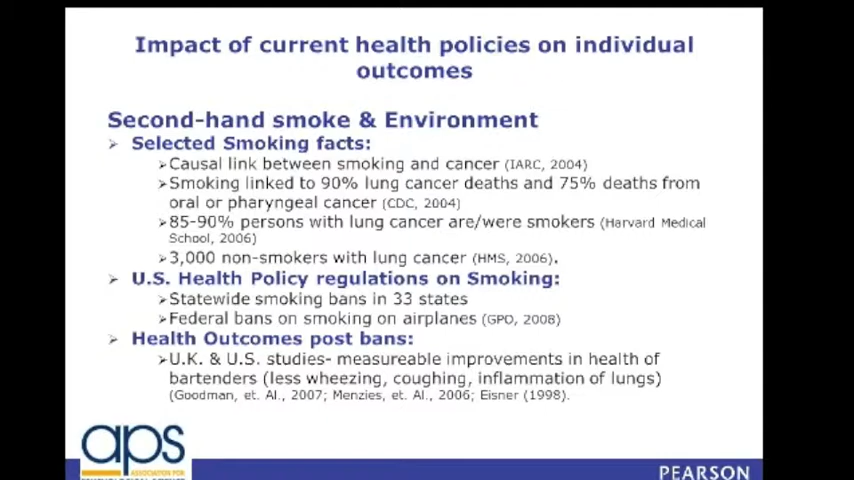 Impact of current health policies on individual
outcomes
Second-hand smoke & Environment
Selected Smoking facts:
Causal link between smoking and cancer (IARC, 2004)
Smoking linked to 90% lung cancer deaths and 75% deaths from
oral or pharyngeal cancer (CDC, 2004)
85-90% persons with lung cancer are/were smokers (Harvard Medical
School, 2006)
3,000 non-smokers with lung cancer (HMS, 2006).
U.S. Health Policy regulations on Smoking:
Statewide smoking bans in 33 states
Federal bans on smoking on airplanes (GPO, 2008)
Health Outcomes post bans:
U.K. & U.S. studies- measureable improvements in health of
bartenders (less wheezing, coughing, inflammation of lungs)
(Goodman, et. Al., 2007; Menzies, et. Al., 2006; Eisner (1998).
aps
ASSOCIATION FOR
PEARSON